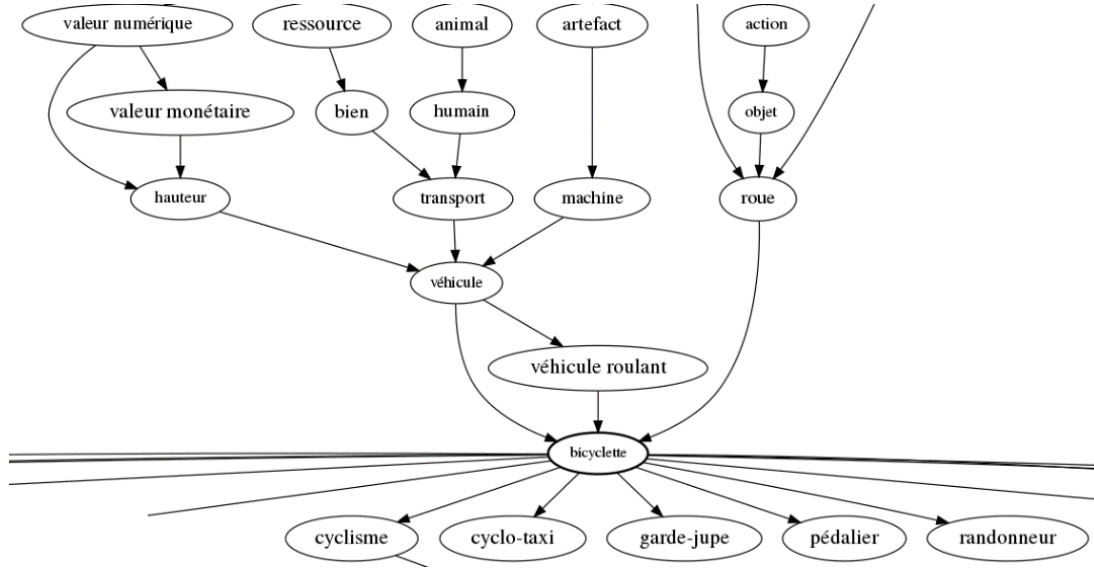 valeur numérique
ressource
animal
artefact
action
valeur monétaire
bien
humain
objet
hauteur
transport
machine
roue
véhicule
véhicule roulant
bicyclette
cyclisme
cyclo-taxi
garde-jupe
pédalier
randonneur